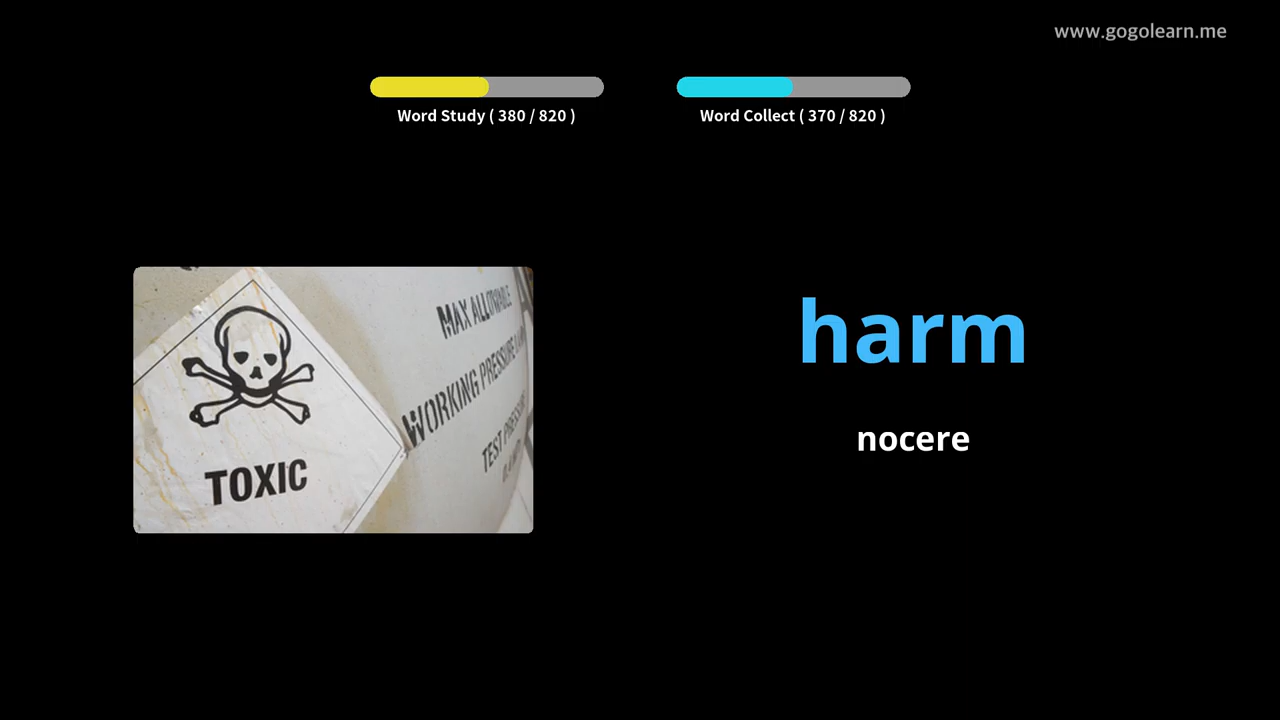 www.gogolearn.me
Word Study ( 380 / 820 )
Word Collect ( 370 / 820 )
MAX ALLOWABLE
WORKING PRESSURE
TEST PRESSURE
TOXIC
harm
nocere